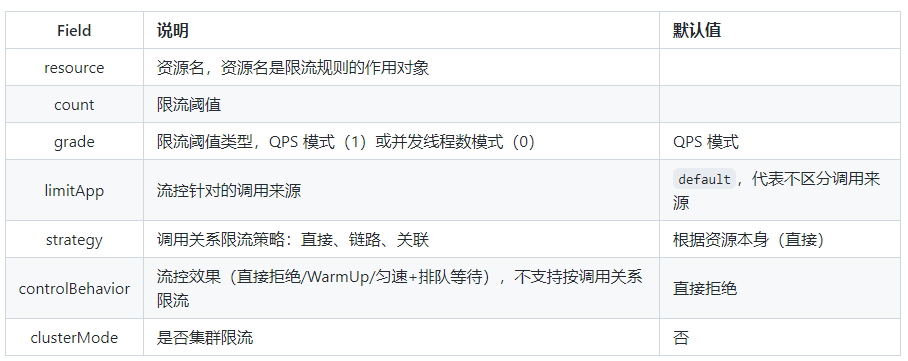 Field 说明 默认值
resource 资源名，资源名是限流规则的作用对象
count 限流阈值
grade 限流阈值类型，QPS 模式（1）或并发线程数模式（0） QPS 模式
limitApp 流控针对的调用来源 default，代表不区分调用来
源
strategy 调用关系限流策略：直接、链路、关联 根据资源本身（直接）
controlBehavior 流控效果（直接拒绝/WarmUp/匀速+排队等待），不支持按调用关系 直接拒绝
限流
clusterMode 是否集群限流 否